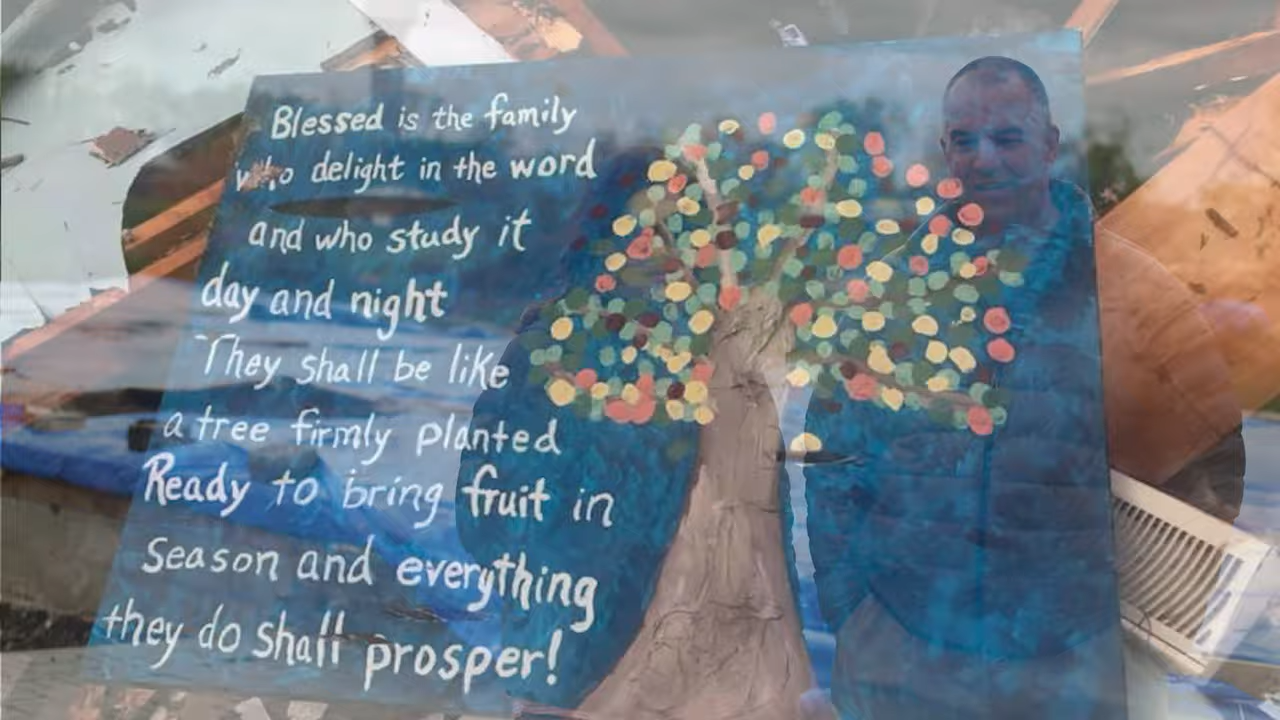 Blessed is the family
who delight in the word
and who study it
day and night
They shall be like
a tree firmly planted
Ready to bring fruit in
Season and everything
they do shall prosper!